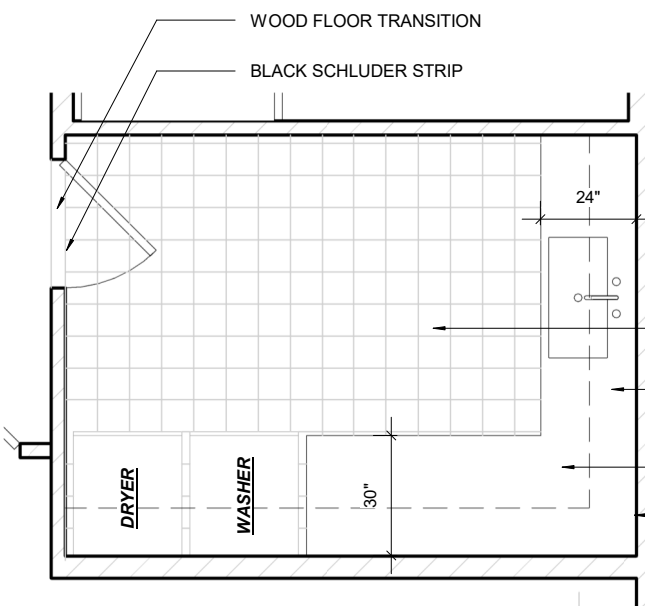 WOOD FLOOR TRANSITION
BLACK SCHLUDER STRIP
24"
30"
DRYER
WASHER